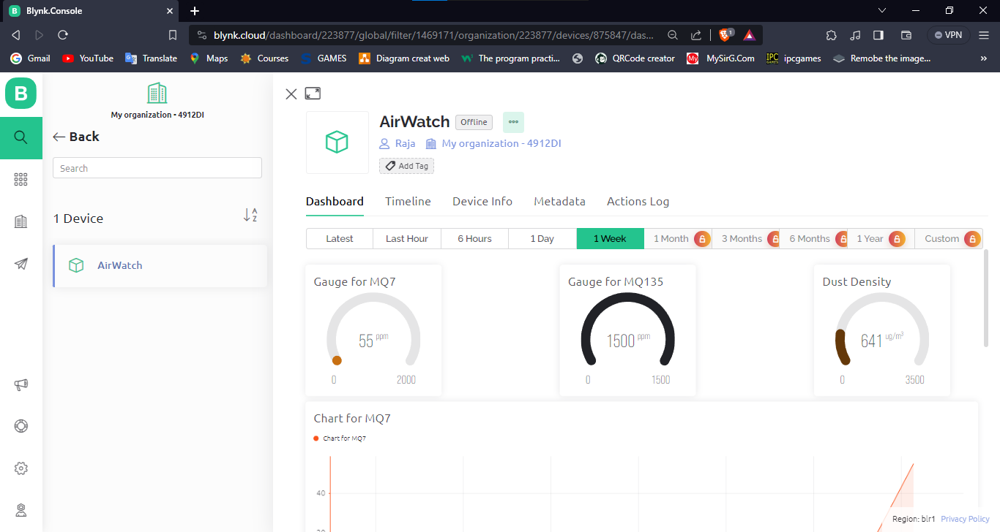 B Blynk.Console
blynk.cloud/dashboard/223877/global/filter/1469171/organization/223877/devices/875847/das...
1
VPN
Gmail YouTube Translate Maps Courses GAMES Diagram creat web The program practi... QRCode creator My MySirG.Com IPC GAMES ipcgames Remobe the image...
B
My organization - 4912DI
Back
Search
1 Device
A Z
AirWatch
AirWatch Offline
Raja My organization - 4912DI
Add Tag
Dashboard Timeline Device Info Metadata Actions Log
Latest Last Hour 6 Hours 1 Day 1 Week 1 Month 3 Months 6 Months 1 Year Custom
Gauge for MQ7
55 ppm
0 2000
Gauge for MQ135
1500 ppm
0 1500
Dust Density
641 ug/m³
0 3500
Chart for MQ7
Chart for MQ7
40
Region: blr1 Privacy Policy